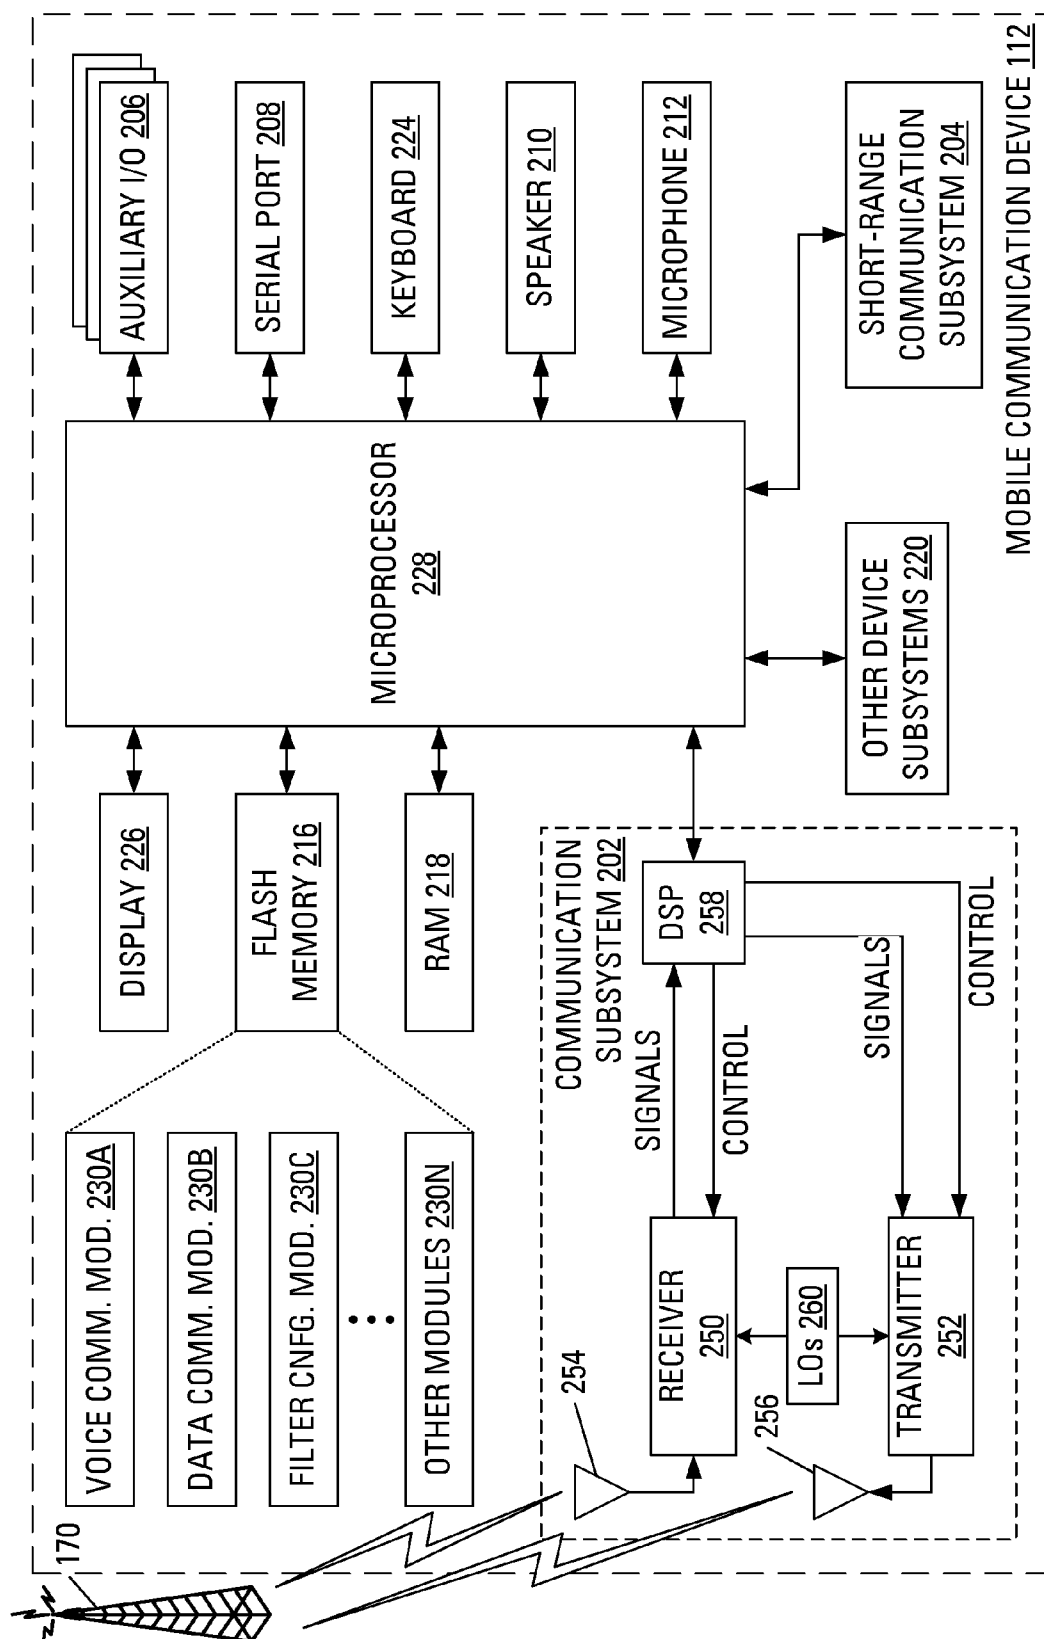 170
VOICE COMM. MOD. 230A
DATA COMM. MOD. 230B
FILTER CNFG. MOD. 230C
OTHER MODULES 230N
DISPLAY 226
FLASH
MEMORY 216
RAM 218
MICROPROCESSOR
228
AUXILIARY I/O 206
SERIAL PORT 208
KEYBOARD 224
SPEAKER 210
MICROPHONE 212
COMMUNICATION
SUBSYSTEM 202
254
RECEIVER
250
SIGNALS
CONTROL
DSP
258
LOs 260
256
TRANSMITTER
252
SIGNALS
CONTROL
OTHER DEVICE
SUBSYSTEMS 220
SHORT-RANGE
COMMUNICATION
SUBSYSTEM 204
MOBILE COMMUNICATION DEVICE 112